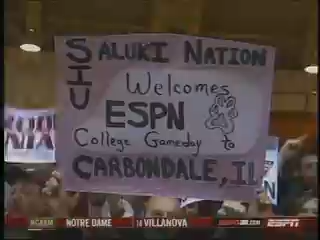 SALUKI NATION
SIU
Welcomes
ESPN
College Gameday to
CARBONDALE, IL
NCAAM NOTRE DAME 14 VILLANOVA ESPN